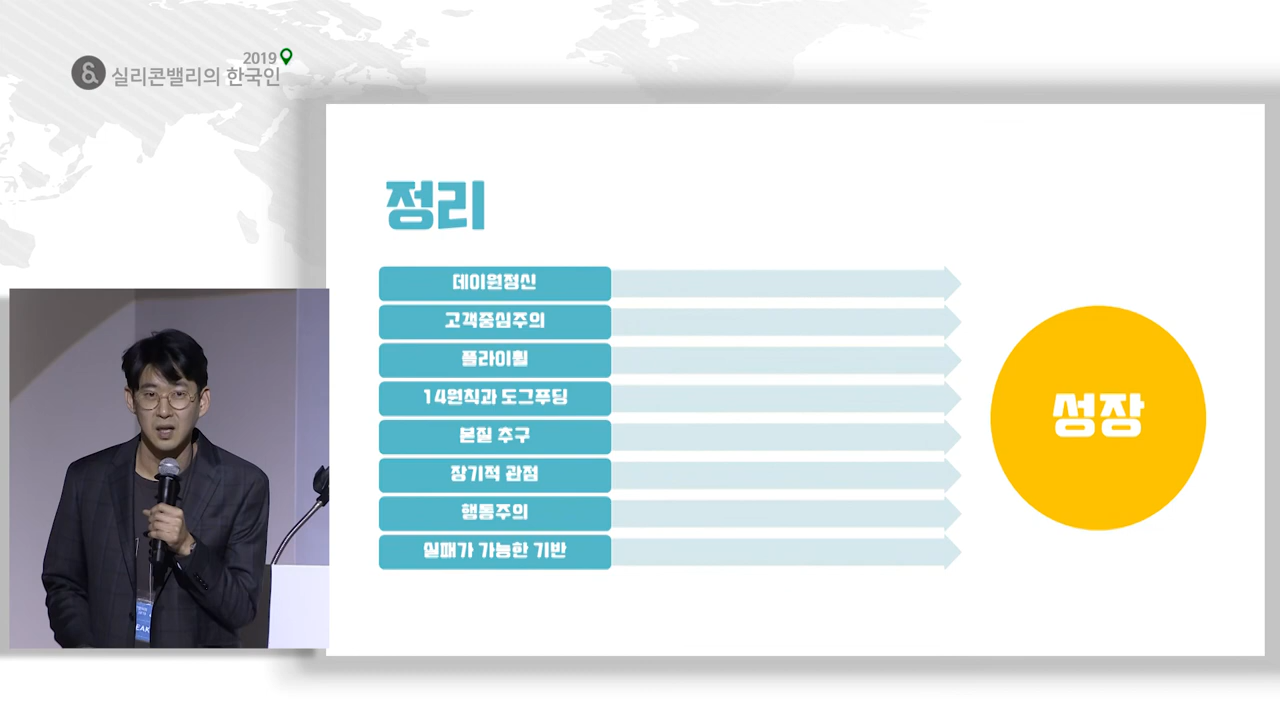 2019
& 실리콘밸리의 한국인
정리
데이원정신
고객중심주의
플라이휠
14원칙과 도그푸딩
본질 추구
장기적 관점
행동주의
실패가 가능한 기반
성장